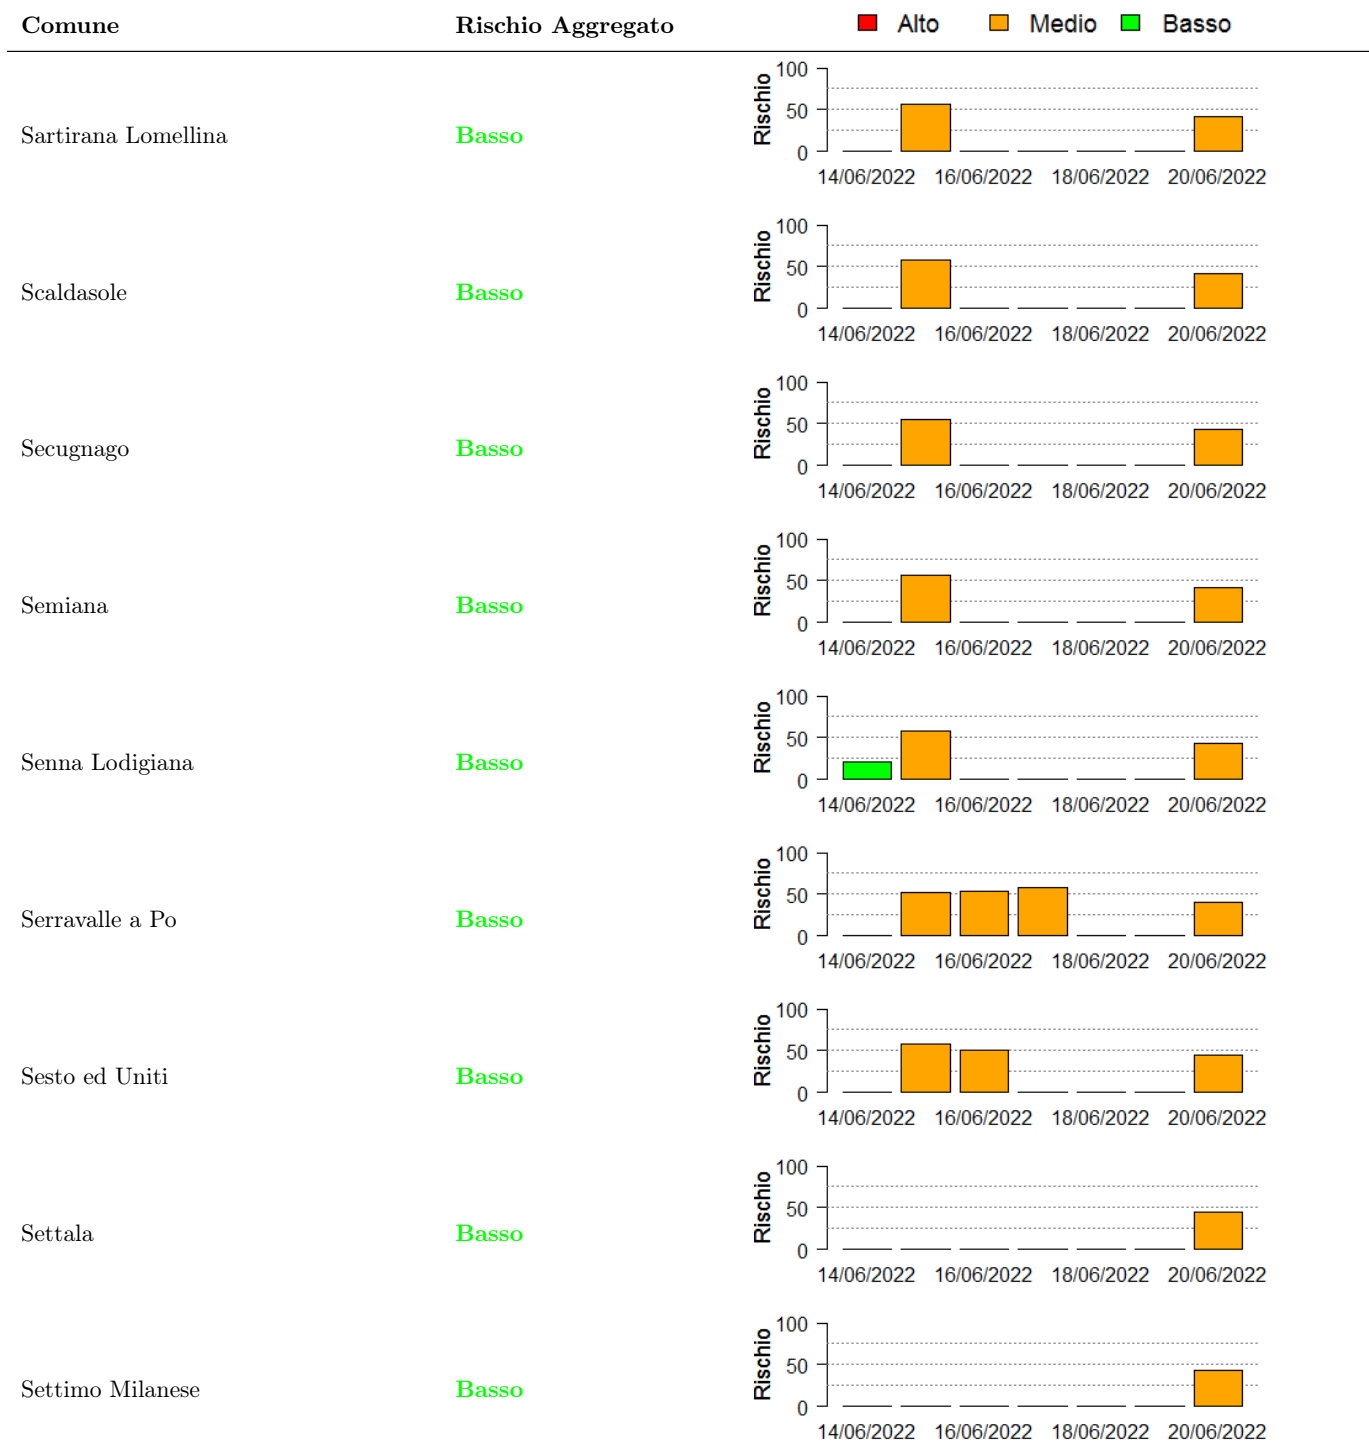 Comune Rischio Aggregato Alto Medio Basso
Sartirana Lomellina Basso Rischio 100 50 0
14/06/2022 16/06/2022 18/06/2022 20/06/2022
Scaldasole Basso Rischio 100 50 0
14/06/2022 16/06/2022 18/06/2022 20/06/2022
Secugnago Basso Rischio 100 50 0
14/06/2022 16/06/2022 18/06/2022 20/06/2022
Semiana Basso Rischio 100 50 0
14/06/2022 16/06/2022 18/06/2022 20/06/2022
Senna Lodigiana Basso Rischio 100 50 0
14/06/2022 16/06/2022 18/06/2022 20/06/2022
Serravalle a Po Basso Rischio 100 50 0
14/06/2022 16/06/2022 18/06/2022 20/06/2022
Sesto ed Uniti Basso Rischio 100 50 0
14/06/2022 16/06/2022 18/06/2022 20/06/2022
Settala Basso Rischio 100 50 0
14/06/2022 16/06/2022 18/06/2022 20/06/2022
Settimo Milanese Basso Rischio 100 50 0
14/06/2022 16/06/2022 18/06/2022 20/06/2022